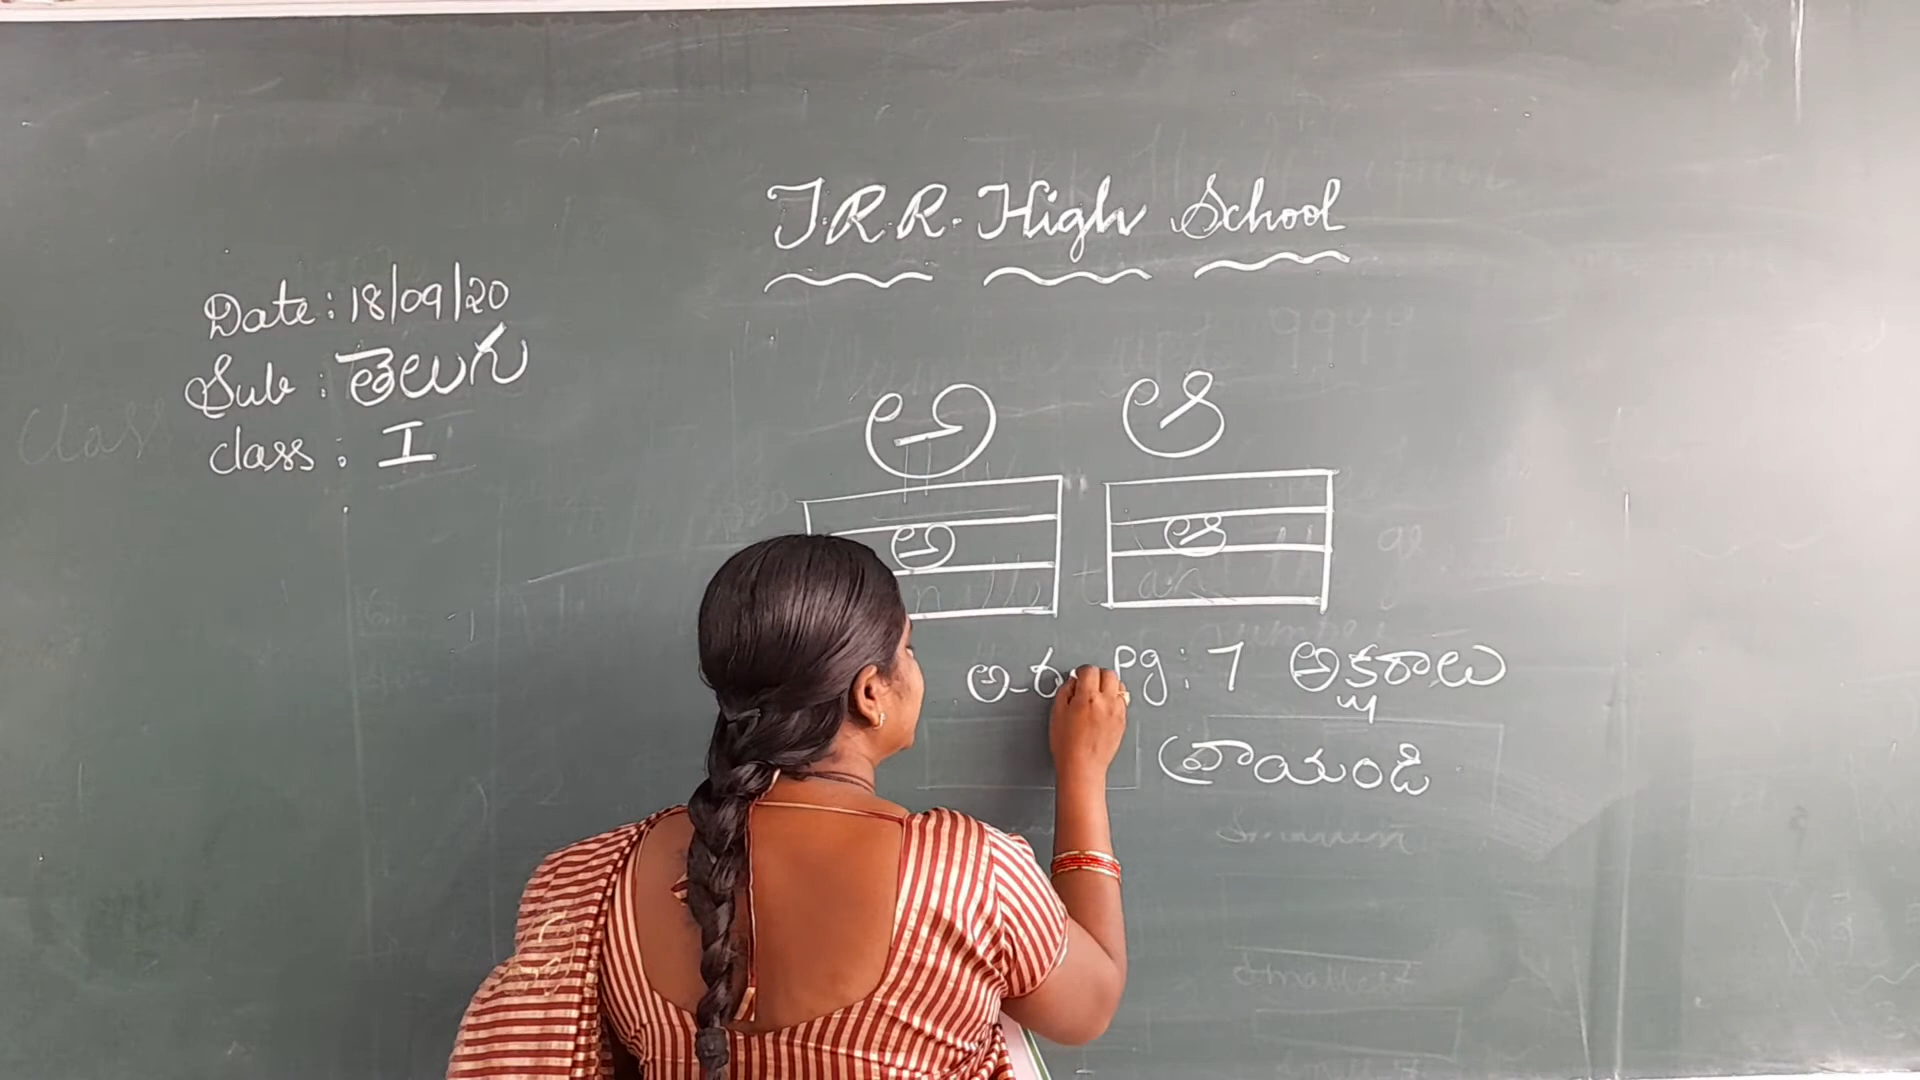 T.R.R. High School
Date : 18/09/20
Sub : తెలుగు
class : I
అ ఆ
అ ఆ
అ-ఱ Pg : 7 అక్షరాలు
వ్రాయండి